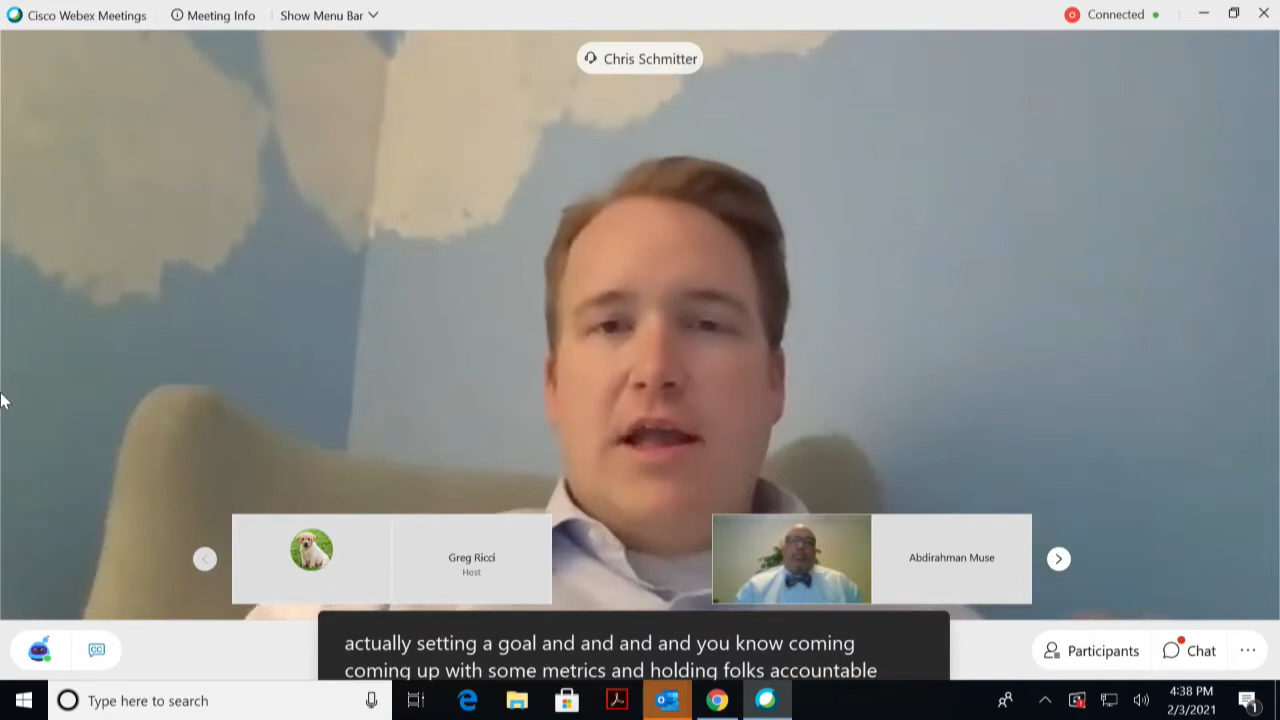 Cisco Webex Meetings
Meeting Info
Show Menu Bar
Connected
Chris Schmitter
Greg Ricci
Host
Abdirahman Muse
actually setting a goal and and and and you know coming
coming up with some metrics and holding folks accountable
CC
Participants
Chat
Type here to search
4:38 PM
2/3/2021
1